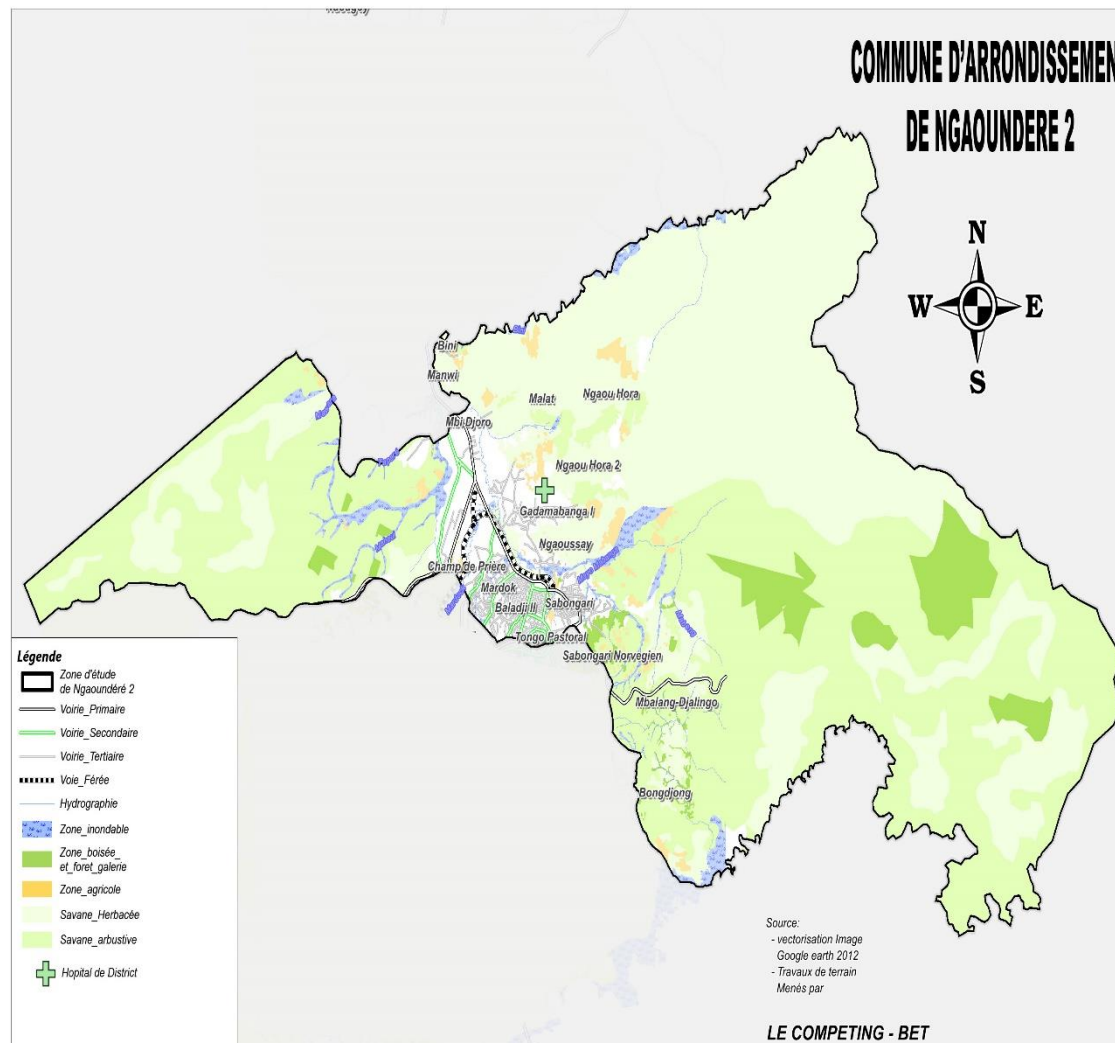 COMMUNE D'ARRONDISSEMEN
DE NGAOUNDERE 2
N
W E
S
Bini
Manwi
Malat
Ngaou Hora
Mbi Djoro
Ngaou Hora 2
Gadamabanga I
Ngaoussay
Champ de Prière
Mardok
Baladji II
Sabongari
Tongo Pastoral
Sabongari Norvegien
Mbalang-Djalingo
Bongdjong
Légende
Zone d'étude
de Ngaoundéré 2
Voirie_Primaire
Voirie_Secondaire
Voirie_Tertiaire
Voie_Férée
Hydrographie
Zone_inondable
Zone_boisée_
et_foret_galerie
Zone_agricole
Savane_Herbacée
Savane_arbustive
Hopital de District
Source:
- vectorisation Image
Google earth 2012
- Travaux de terrain
Menés par
LE COMPETING - BET